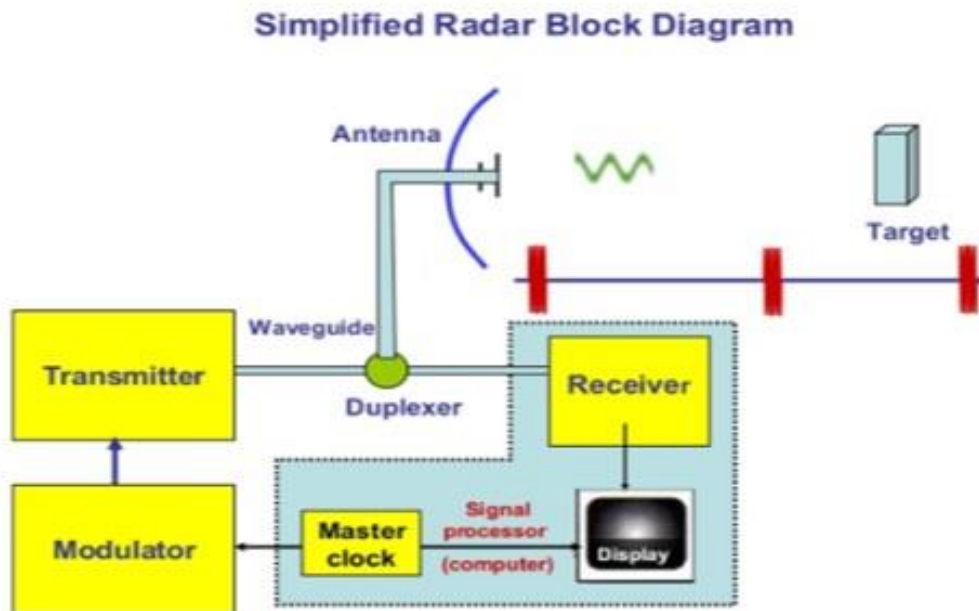 Simplified Radar Block Diagram
Antenna
Target
Waveguide
Transmitter
Duplexer
Receiver
Modulator
Master
clock
Signal
processor
(computer)
Display